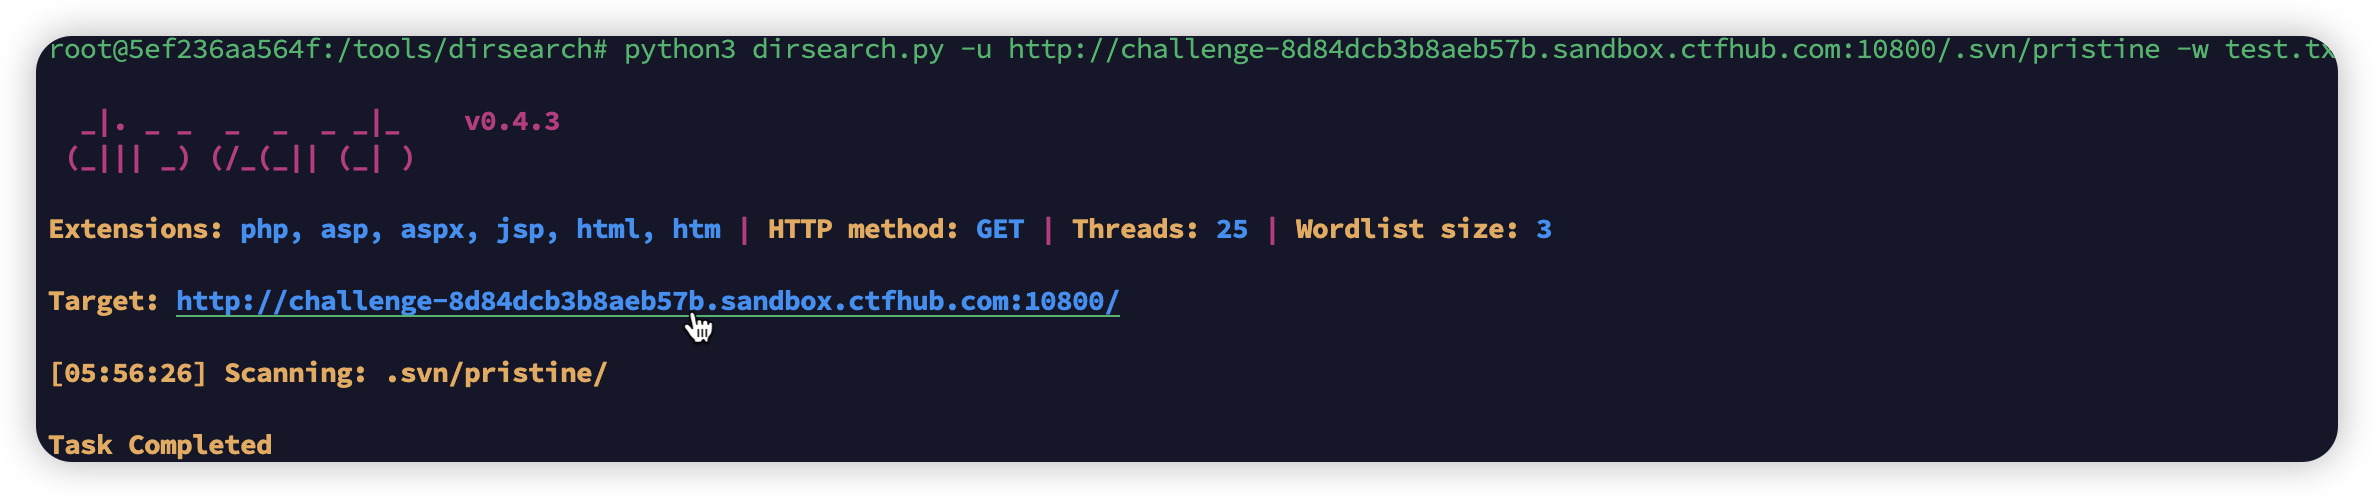 root@5ef236aa564f:/tools/dirsearch# python3 dirsearch.py -u http://challenge-8d84dcb3b8aeb57b.sandbox.ctfhub.com:10800/.svn/pristine -w test.tx
  _|. _ _  _  _  _ _|_    v0.4.3
 (_||| _) (/_(_|| (_| )
Extensions: php, asp, aspx, jsp, html, htm | HTTP method: GET | Threads: 25 | Wordlist size: 3
Target: http://challenge-8d84dcb3b8aeb57b.sandbox.ctfhub.com:10800/
[05:56:26] Scanning: .svn/pristine/
Task Completed